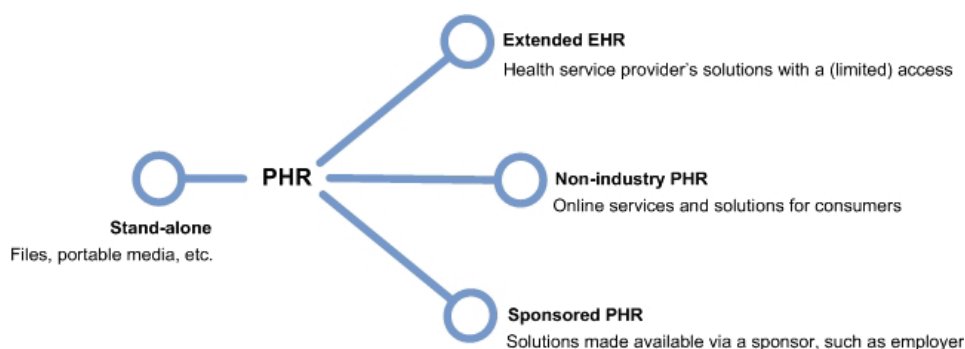 Extended EHR
Health service provider's solutions with a (limited) access
PHR
Non-industry PHR
Online services and solutions for consumers
Stand-alone
Files, portable media, etc.
Sponsored PHR
Solutions made available via a sponsor, such as employer